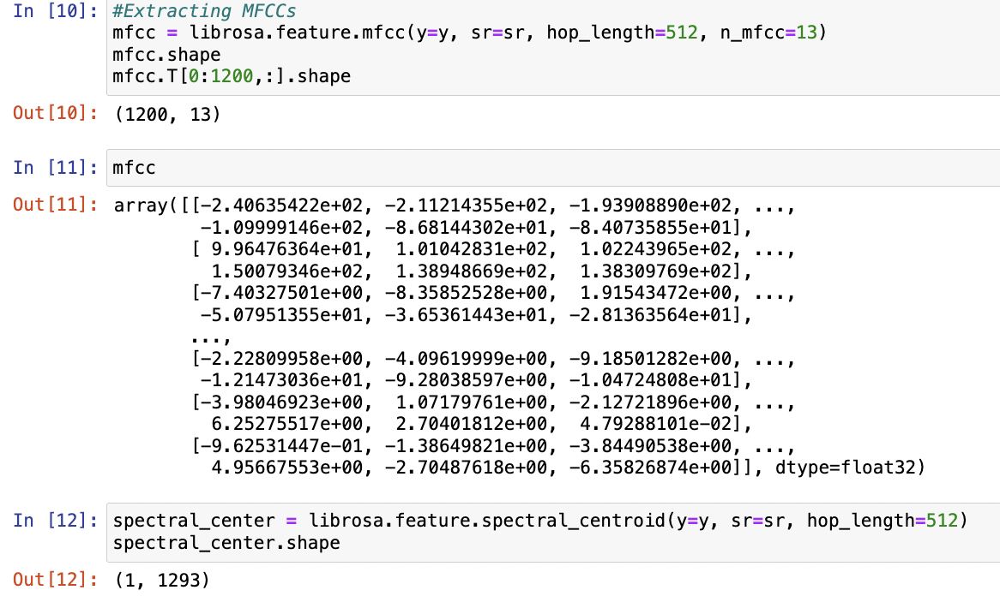 In [10]: #Extracting MFCCs
mfcc = librosa.feature.mfcc(y=y, sr=sr, hop_length=512, n_mfcc=13)
mfcc.shape
mfcc.T[0:1200,:].shape
Out[10]: (1200, 13)
In [11]: mfcc
Out[11]: array([[-2.40635422e+02, -2.11214355e+02, -1.93908890e+02, ...,
-1.09999146e+02, -8.68144302e+01, -8.40735855e+01],
[ 9.96476364e+01, 1.01042831e+02, 1.02243965e+02, ...,
1.50079346e+02, 1.38948669e+02, 1.38309769e+02],
[-7.40327501e+00, -8.35852528e+00, 1.91543472e+00, ...,
-5.07951355e+01, -3.65361443e+01, -2.81363564e+01],
...,
[-2.22809958e+00, -4.09619999e+00, -9.18501282e+00, ...,
-1.21473036e+01, -9.28038597e+00, -1.04724808e+01],
[-3.98046923e+00, 1.07179761e+00, -2.12721896e+00, ...,
6.25275517e+00, 2.70401812e+00, 4.79288101e-02],
[-9.62531447e-01, -1.38649821e+00, -3.84490538e+00, ...,
4.95667553e+00, -2.70487618e+00, -6.35826874e+00]], dtype=float32)
In [12]: spectral_center = librosa.feature.spectral_centroid(y=y, sr=sr, hop_length=512)
spectral_center.shape
Out[12]: (1, 1293)